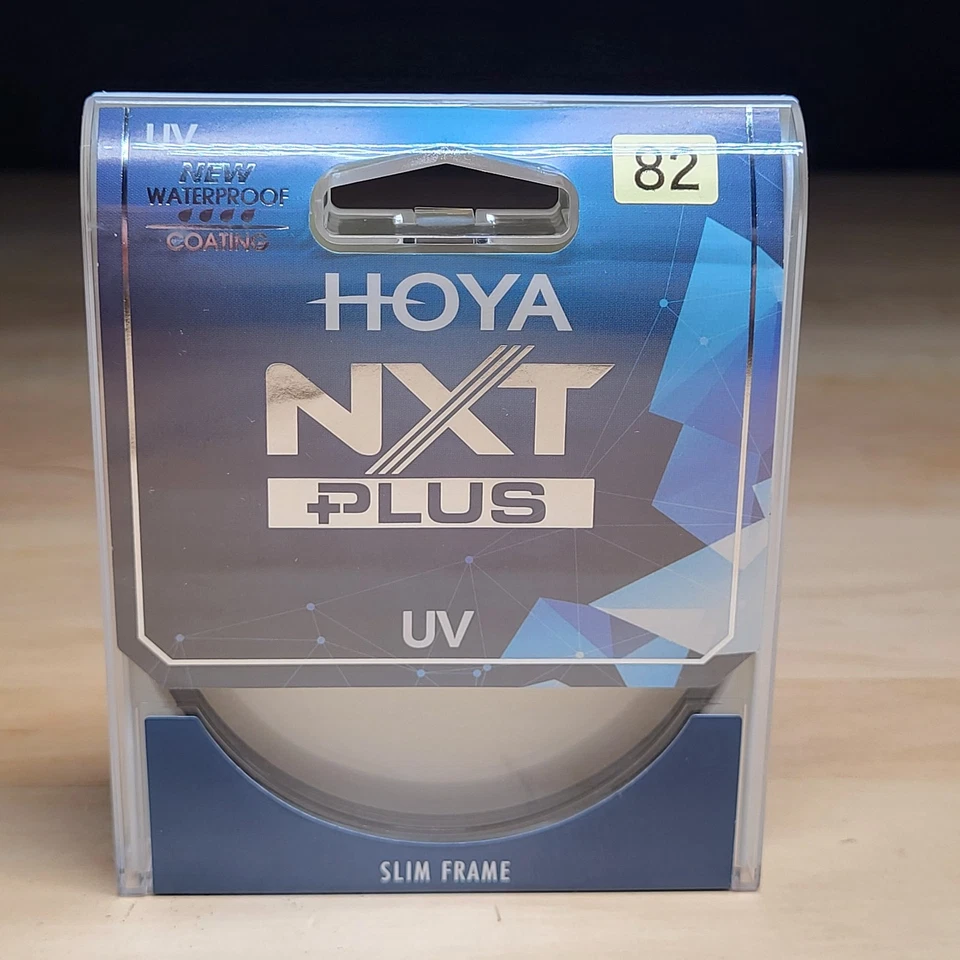 UV
NEW
WATERPROOF
COATING
82
HOYA
NXT
+PLUS
UV
SLIM FRAME